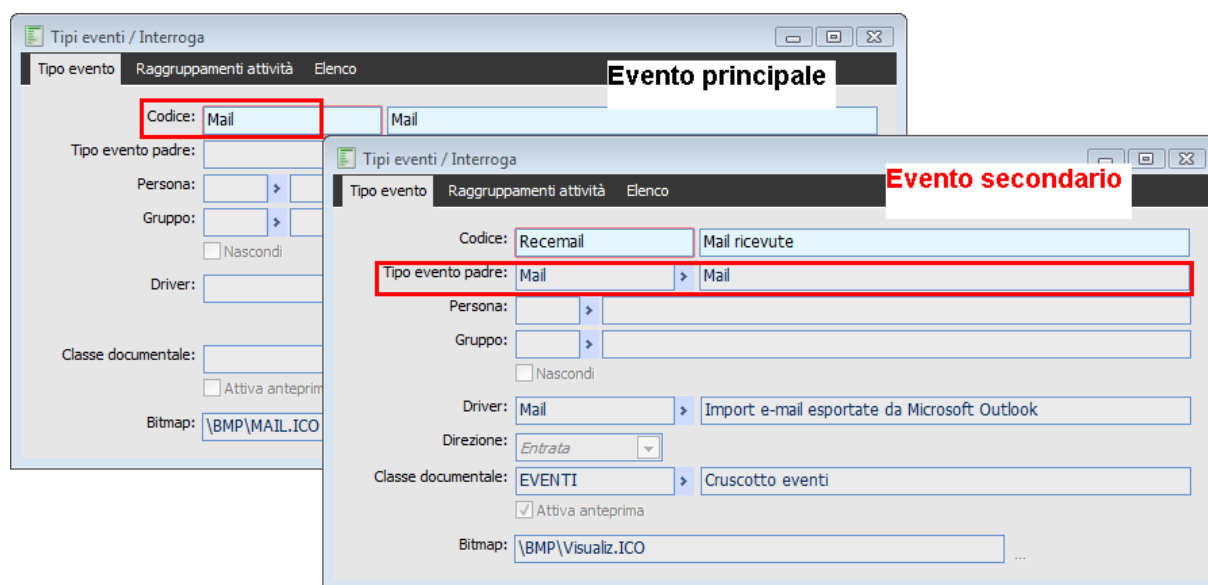 Tipi eventi / Interroga
Tipo evento Raggruppamenti attività Elenco
Evento principale
Codice: Mail Mail
Tipo evento padre:
Persona:
Gruppo:
Nascondi
Driver:
Classe documentale:
Attiva anteprim
Bitmap: \BMP\MAIL.ICO
Tipi eventi / Interroga
Tipo evento Raggruppamenti attività Elenco
Evento secondario
Codice: Recemail Mail ricevute
Tipo evento padre: Mail Mail
Persona:
Gruppo:
Nascondi
Driver: Mail Import e-mail esportate da Microsoft Outlook
Direzione: Entrata
Classe documentale: EVENTI Cruscotto eventi
Attiva anteprima
Bitmap: \BMP\Visualiz.ICO ...